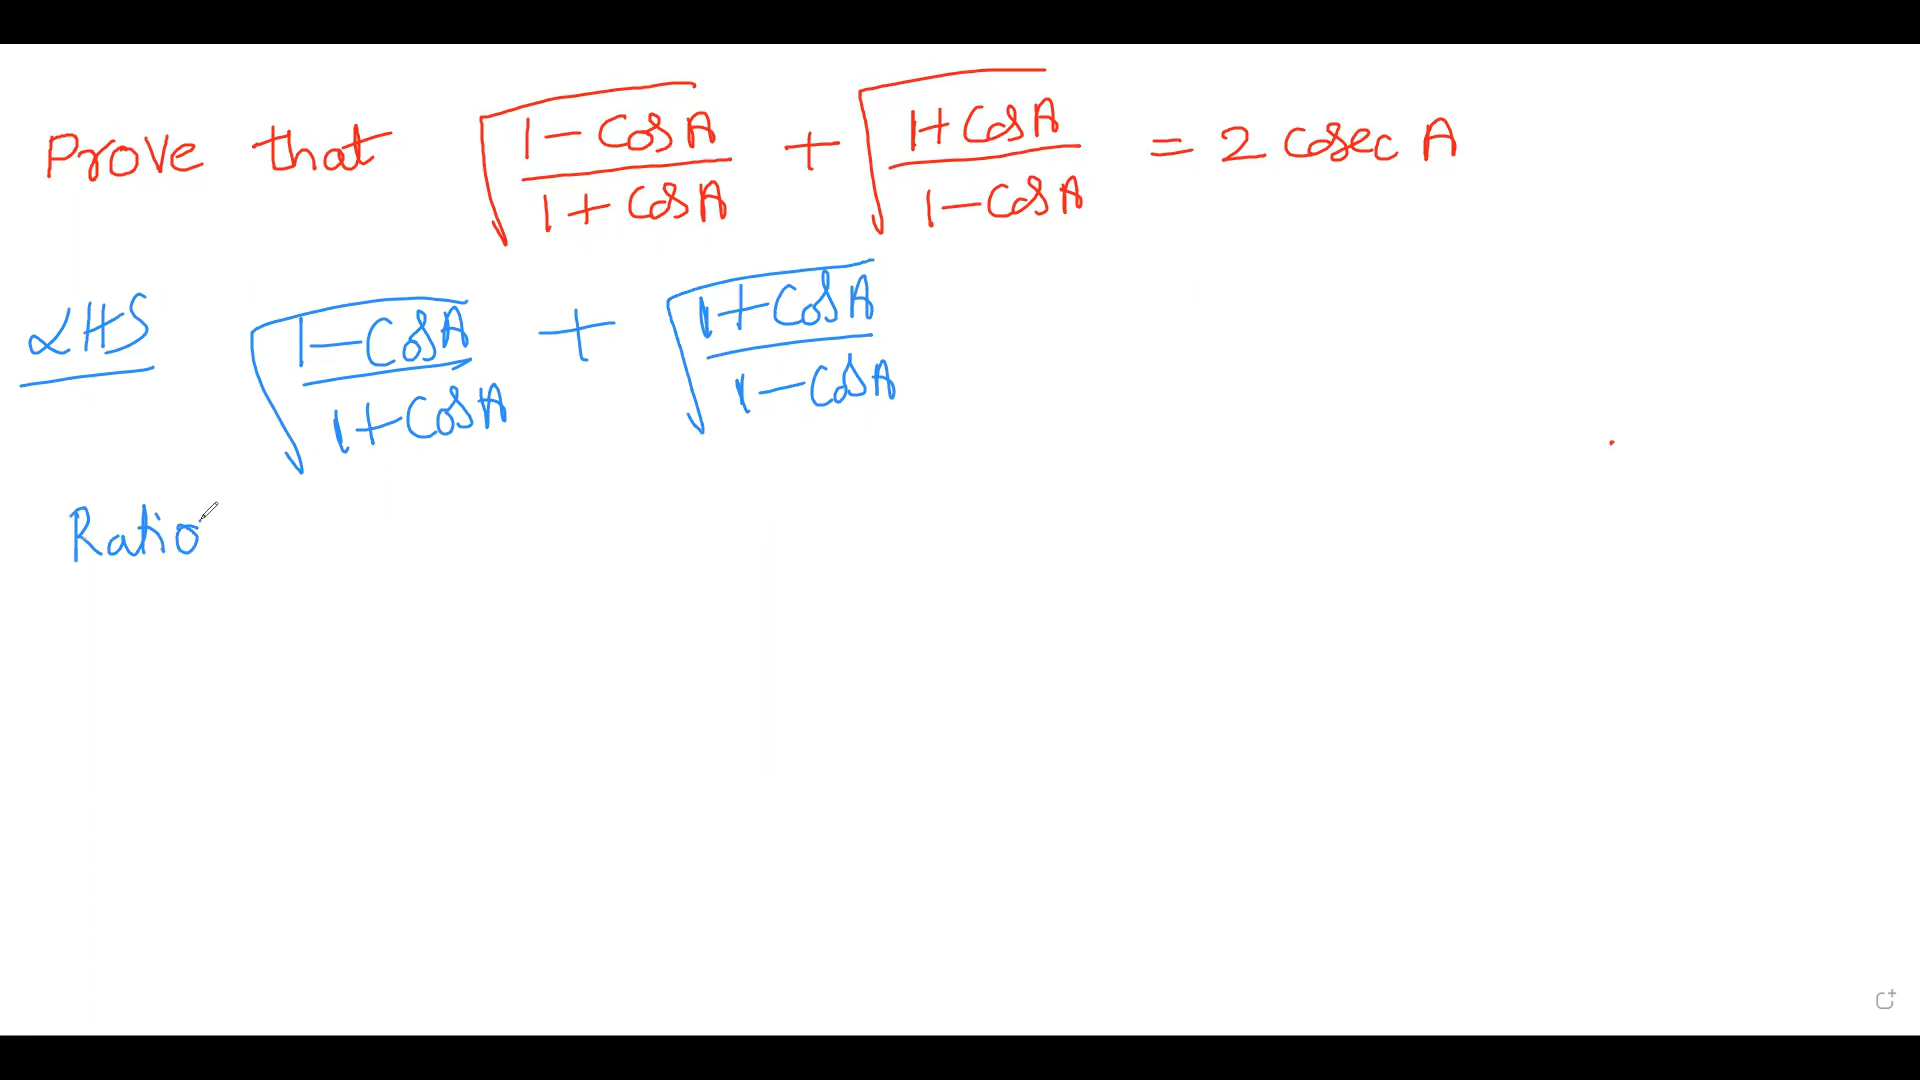 Prove that √((1 - Cos A)/(1 + Cos A)) + √((1 + Cos A)/(1 - Cos A)) = 2 Cosec A
LHS √((1 - Cos A)/(1 + Cos A)) + √((1 + Cos A)/(1 - Cos A))
Ratio